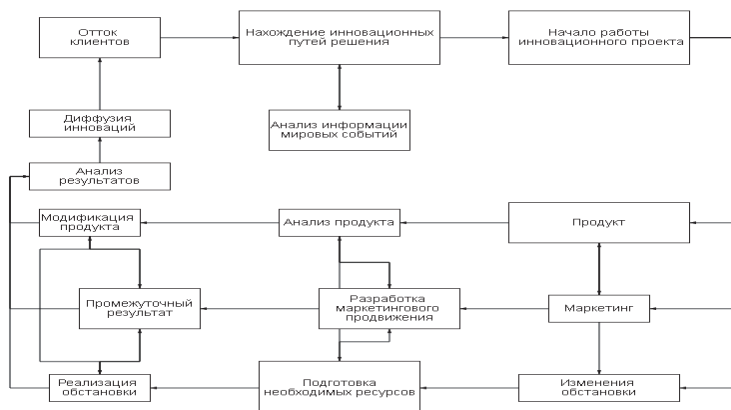 Отток
клиентов
Нахождение инновационных
путей решения
Начало работы
инновационного проекта
Диффузия
инноваций
Анализ информации
мировых событий
Анализ
результатов
Модификация
продукта
Анализ продукта
Продукт
Промежуточный
результат
Разработка
маркетингового
продвижения
Маркетинг
Реализация
обстановки
Подготовка
необходимых ресурсов
Изменения
обстановки